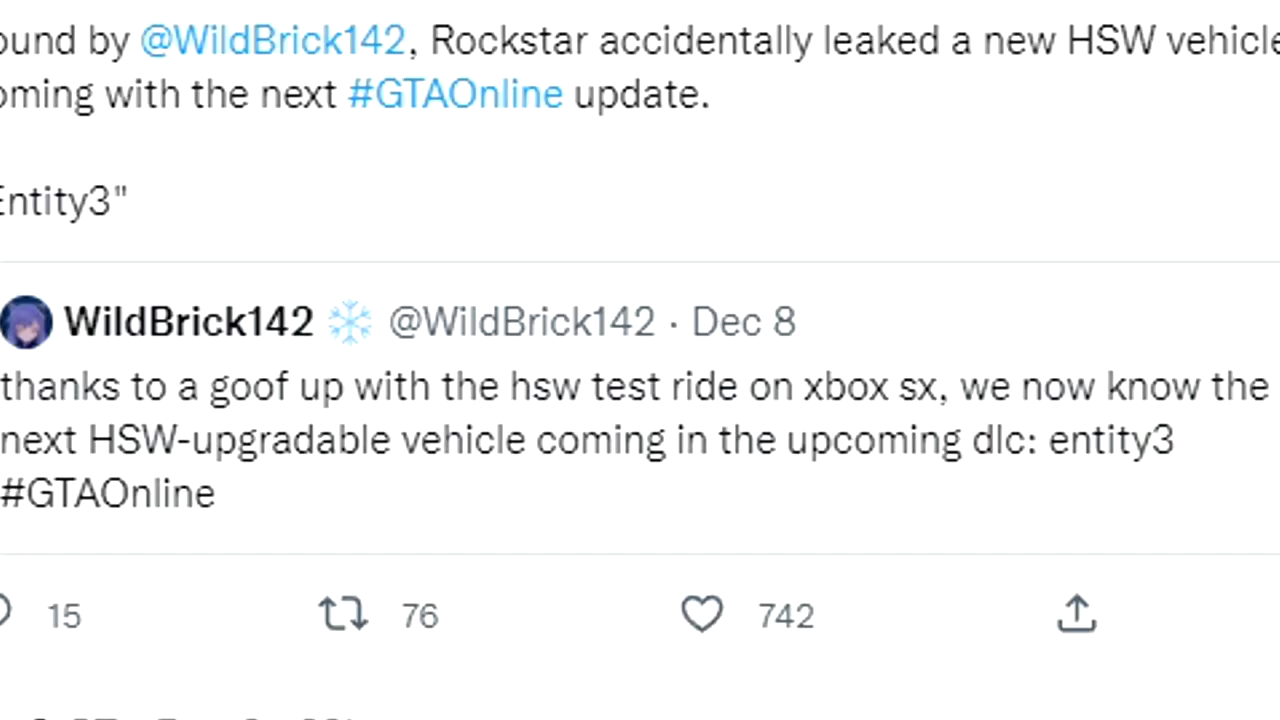 ound by @WildBrick142, Rockstar accidentally leaked a new HSW vehicle
oming with the next #GTAOnline update.
Entity3"
WildBrick142 @WildBrick142 · Dec 8
thanks to a goof up with the hsw test ride on xbox sx, we now know the
next HSW-upgradable vehicle coming in the upcoming dlc: entity3
#GTAOnline
15 76 742